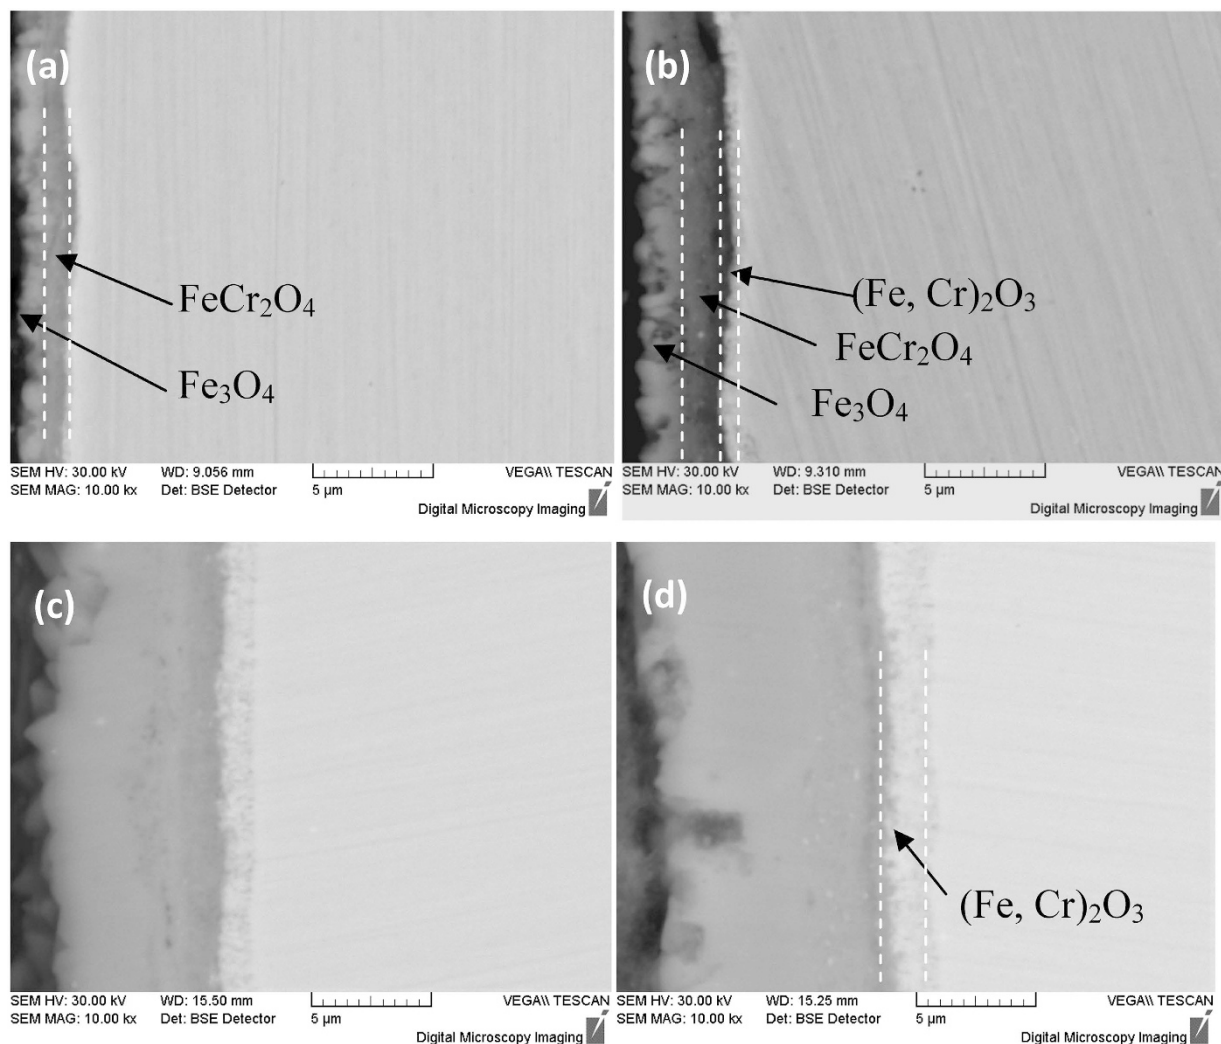 (a)
FeCr₂O₄
Fe₃O₄
SEM HV: 30.00 kV WD: 9.056 mm VEGA\\ TESCAN
SEM MAG: 10.00 kx Det: BSE Detector 5 µm
Digital Microscopy Imaging
(b)
(Fe, Cr)₂O₃
FeCr₂O₄
Fe₃O₄
SEM HV: 30.00 kV WD: 9.310 mm VEGA\\ TESCAN
SEM MAG: 10.00 kx Det: BSE Detector 5 µm
Digital Microscopy Imaging
(c)
SEM HV: 30.00 kV WD: 15.50 mm VEGA\\ TESCAN
SEM MAG: 10.00 kx Det: BSE Detector 5 µm
Digital Microscopy Imaging
(d)
(Fe, Cr)₂O₃
SEM HV: 30.00 kV WD: 15.25 mm VEGA\\ TESCAN
SEM MAG: 10.00 kx Det: BSE Detector 5 µm
Digital Microscopy Imaging